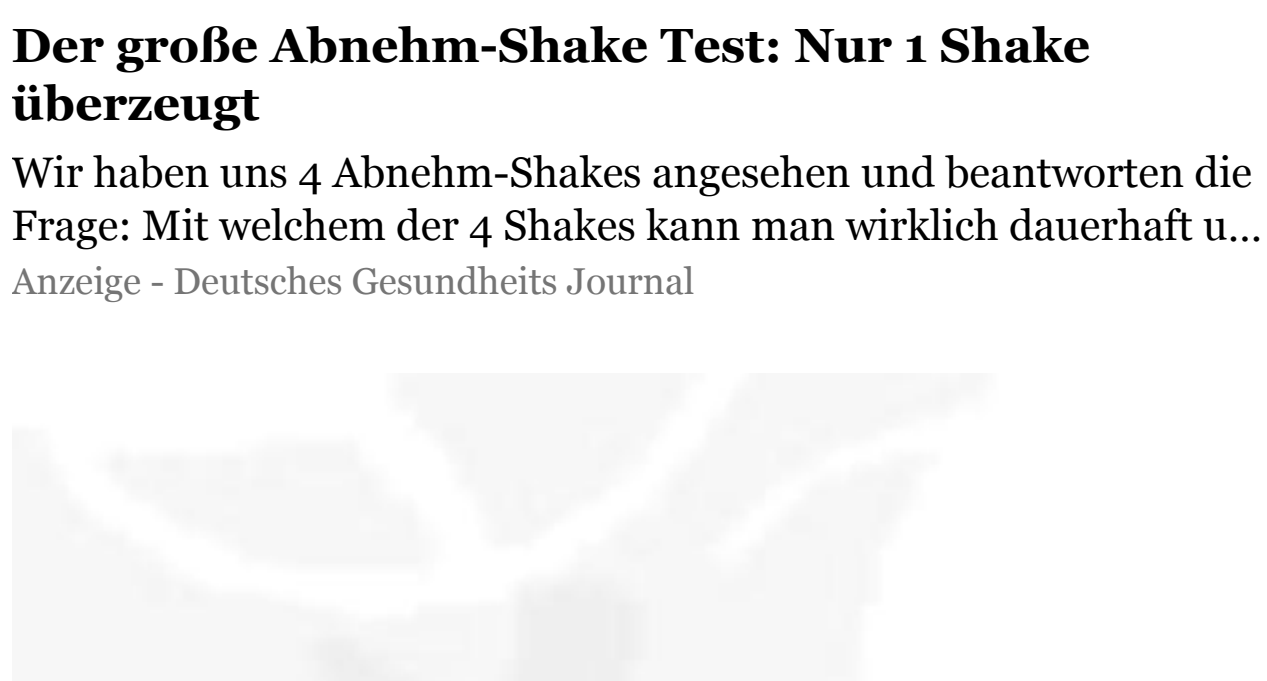 Der große Abnehm-Shake Test: Nur 1 Shake
überzeugt
Wir haben uns 4 Abnehm-Shakes angesehen und beantworten die
Frage: Mit welchem der 4 Shakes kann man wirklich dauerhaft u...
Anzeige - Deutsches Gesundheits Journal